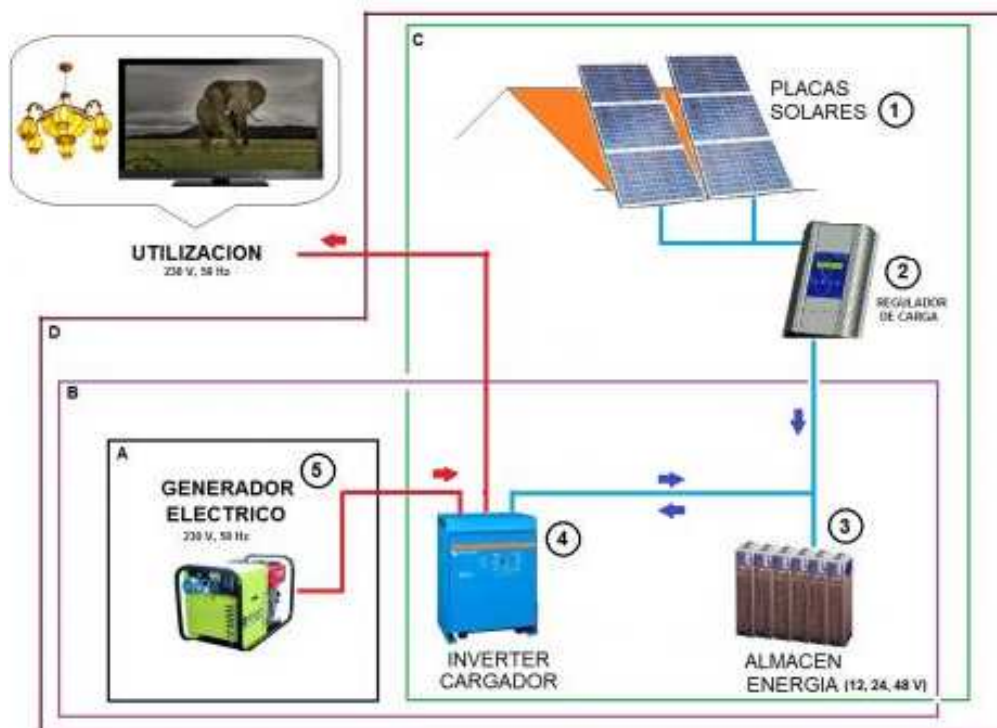 C
PLACAS
SOLARES
1
UTILIZACION
230 V, 50 Hz
2
REGULADOR
DE CARGA
D
B
A
5
GENERADOR
ELECTRICO
230 V, 50 Hz
4
3
INVERTER
CARGADOR
ALMACEN
ENERGIA (12, 24, 48 V)